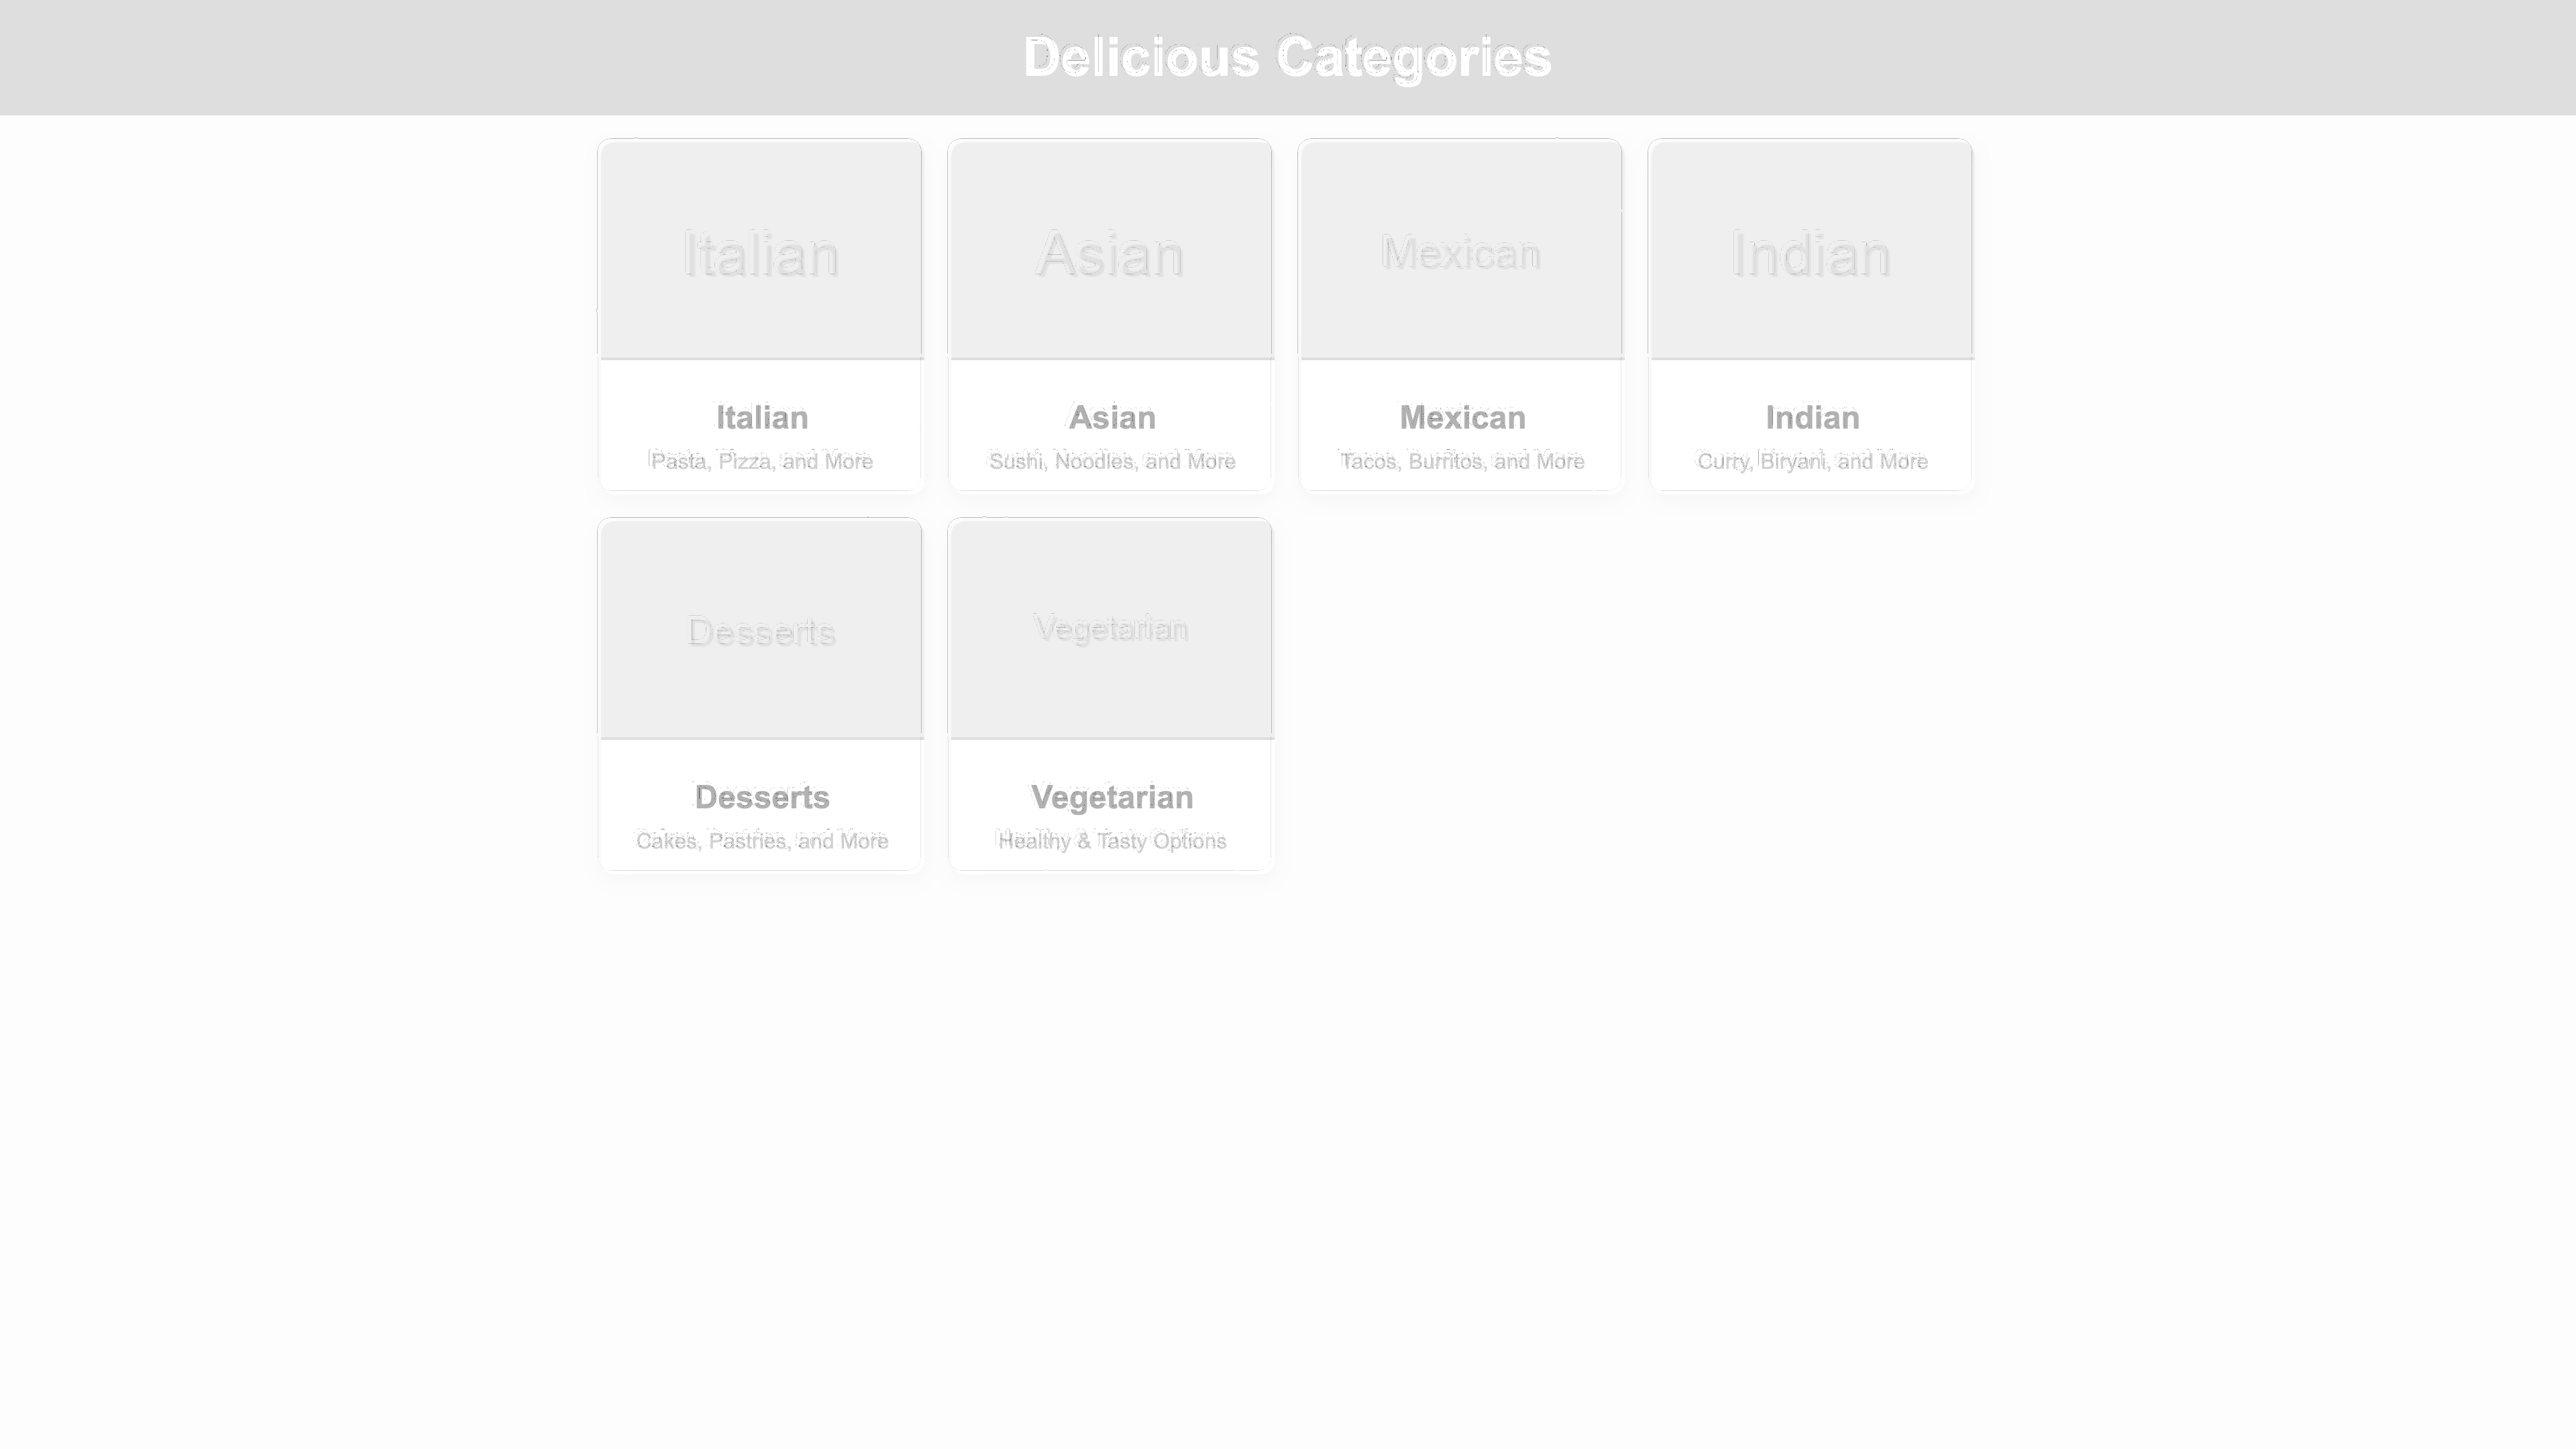 Delicious Categories
Italian
Asian
Mexican
Indian
Italian
Pasta, Pizza, and More
Asian
Sushi, Noodles, and More
Mexican
Tacos, Burritos, and More
Indian
Curry, Biryani, and More
Desserts
Vegetarian
Desserts
Cakes, Pastries, and More
Vegetarian
Healthy & Tasty Options